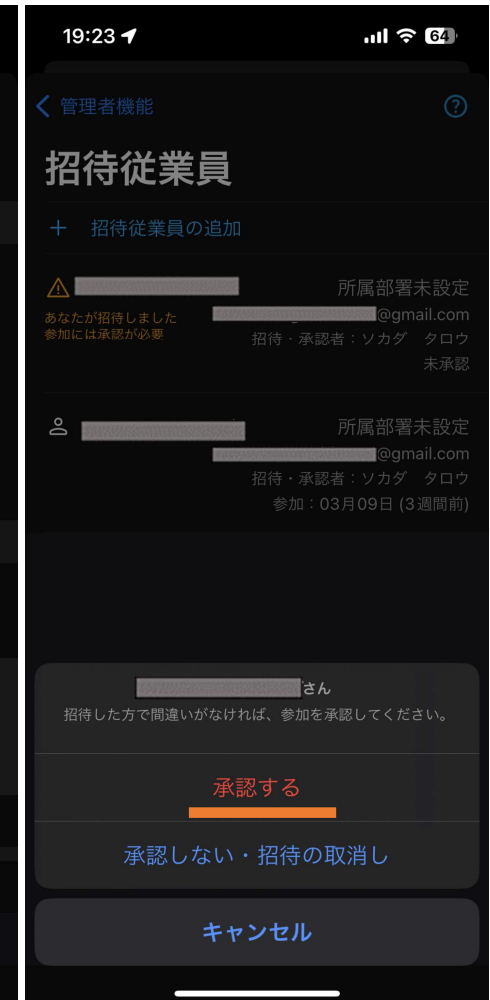 19:23
64
管理者機能
招待従業員
+ 招待従業員の追加
所属部署未設定
あなたが招待しました
@gmail.com
参加には承認が必要
招待・承認者：ソカダ タロウ
未承認
所属部署未設定
@gmail.com
招待・承認者：ソカダ タロウ
参加：03月09日 (3週間前)
さん
招待した方で間違いがなければ、参加を承認してください。
承認する
承認しない・招待の取消し
キャンセル